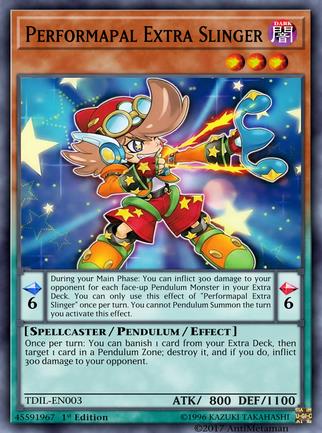 Performapal Extra Slinger
DARK
闇
During your Main Phase: You can inflict 300 damage to your
opponent for each face-up Pendulum Monster in your Extra
Deck. You can only use this effect of "Performapal Extra
Slinger" once per turn. You cannot Pendulum Summon the turn
you activate this effect.
6
6
[Spellcaster / Pendulum / Effect]
Once per turn: You can banish 1 card from your Extra Deck, then
target 1 card in a Pendulum Zone; destroy it, and if you do, inflict
300 damage to your opponent.
TDIL-EN003
ATK/ 800 DEF/1100
45591967
1st Edition
©1996 KAZUKI TAKAHASHI
©2017 AntiMetaman